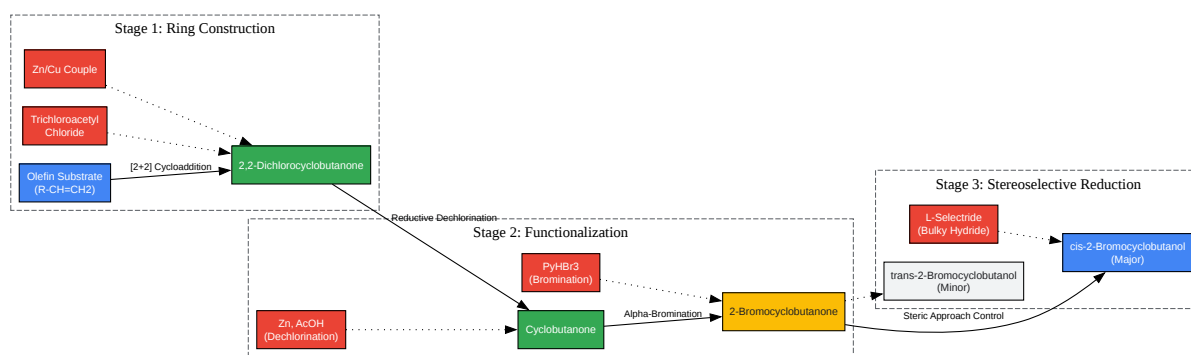 Stage 1: Ring Construction
Zn/Cu Couple
Trichloroacetyl
Chloride
Olefin Substrate
(R-CH=CH2)
[2+2] Cycloaddition
2,2-Dichlorocyclobutanone
Reductive Dechlorination
Stage 2: Functionalization
PyHBr3
(Bromination)
Zn, AcOH
(Dechlorination)
Cyclobutanone
Alpha-Bromination
2-Bromocyclobutanone
Stage 3: Stereoselective Reduction
L-Selectride
(Bulky Hydride)
cis-2-Bromocyclobutanol
(Major)
trans-2-Bromocyclobutanol
(Minor)
Steric Approach Control